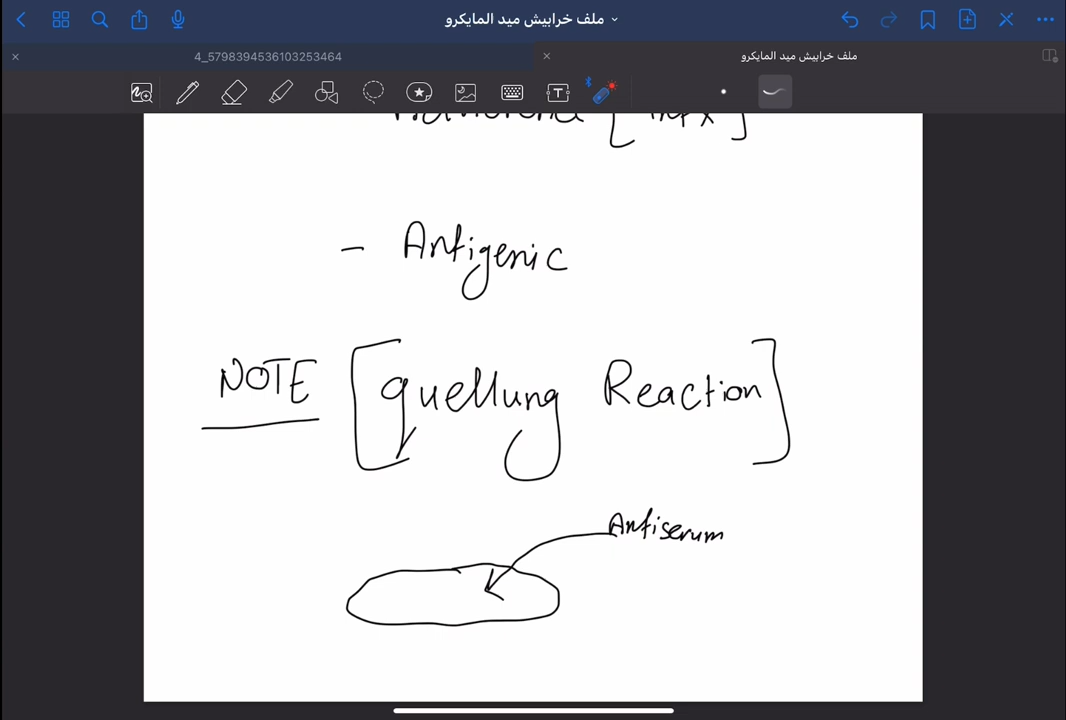 ملف خرابيش ميد المايكرو
4_5798394536103253464
ملف خرابيش ميد المايكرو
- Antigenic
NOTE [quellung Reaction]
Antiserum